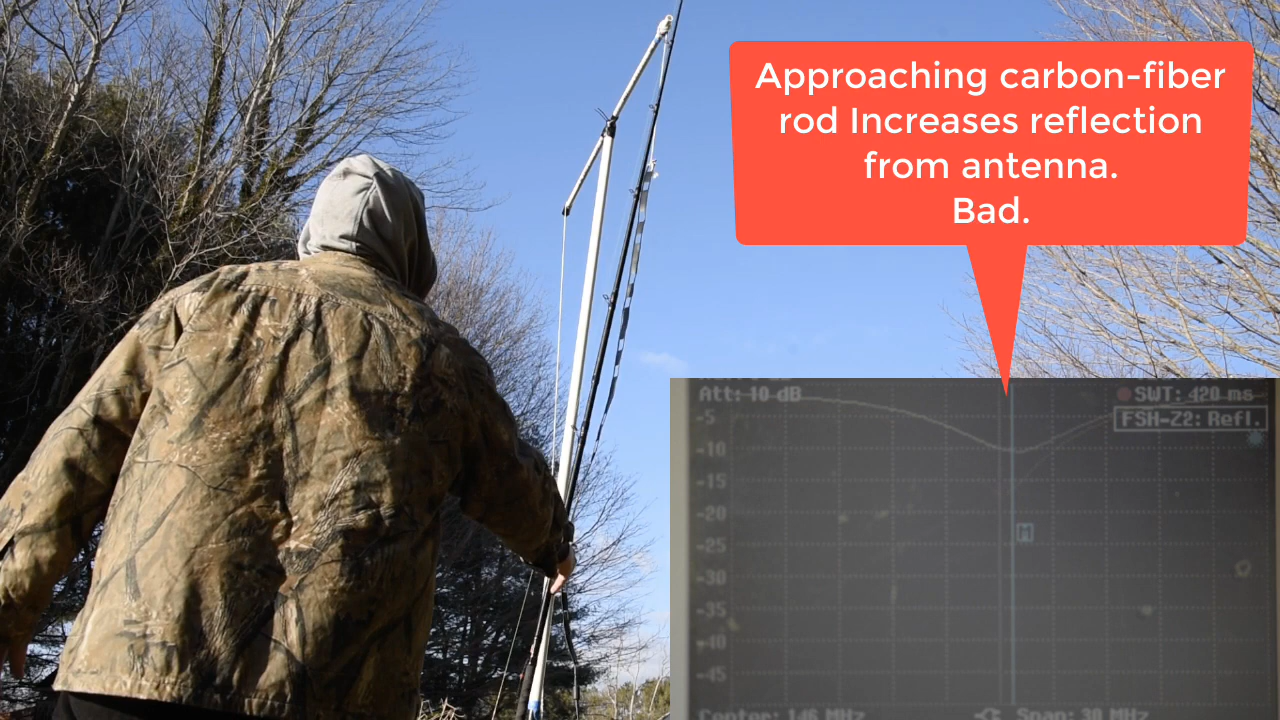 Approaching carbon-fiber
rod Increases reflection
from antenna.
Bad.
Att: 10 dB
SWT: 420 ms
-5
FSH-Z2: Refl.
-10
-15
-20
-25
M
-30
-35
-40
-45
Center: 146 MHz
Span: 30 MHz